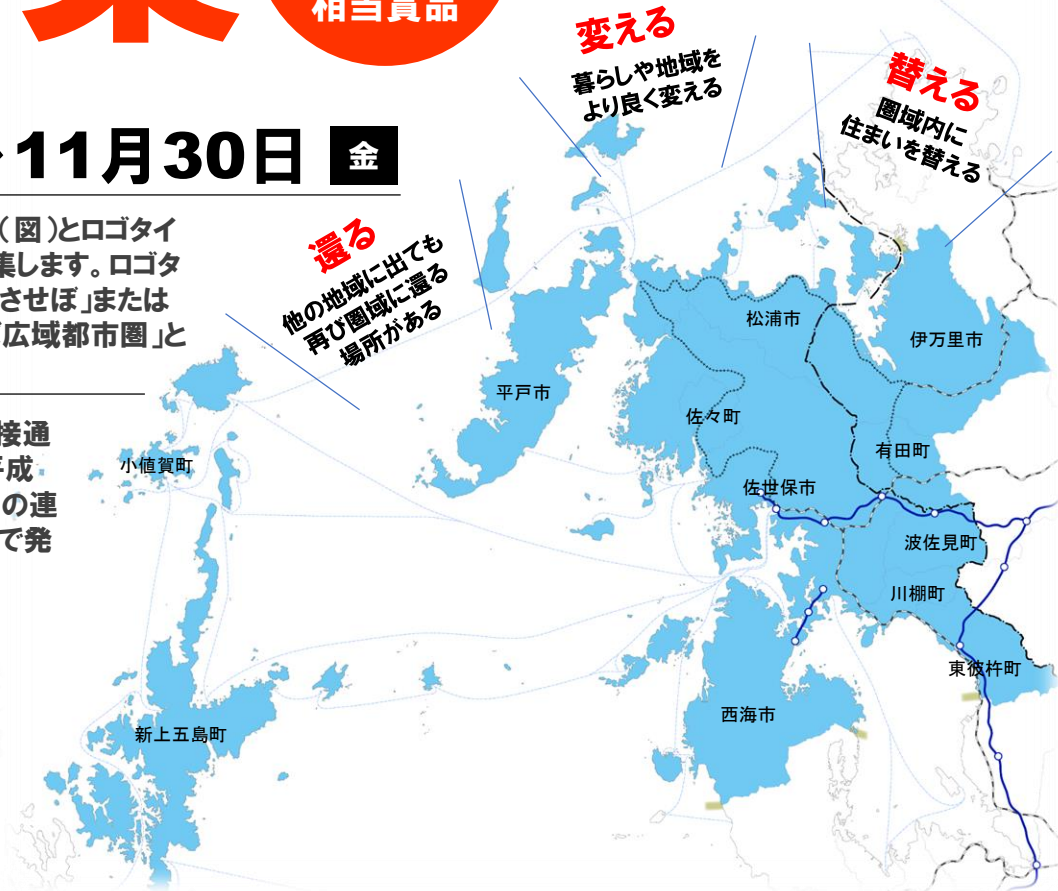 集
相当賞品
11月30日 金
(図)とロゴタイ
集します。ロゴタ
させぼ」または
広域都市圏」と
接通
平成
の連
で発
変える
暮らしや地域を
より良く変える
替える
圏域内に
住まいを替える
還る
他の地域に出ても
再び圏域に還る
場所がある
松浦市
伊万里市
平戸市
佐々町
有田町
小値賀町
佐世保市
波佐見町
川棚町
東彼杵町
西海市
新上五島町